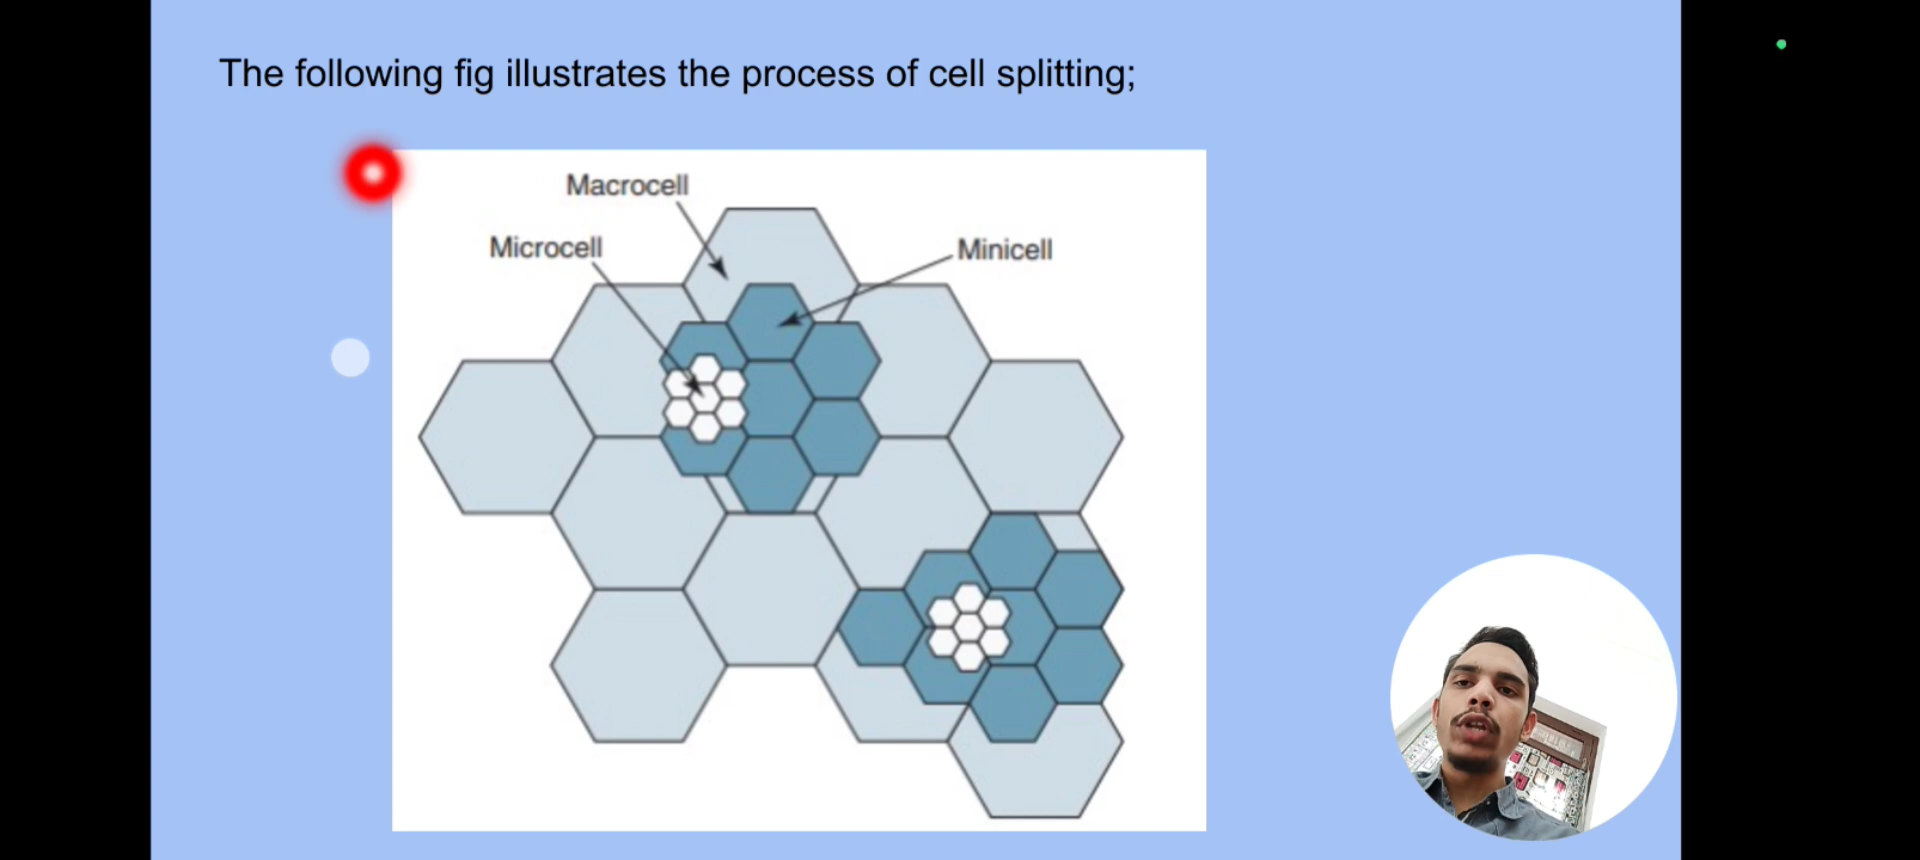 The following fig illustrates the process of cell splitting;
Macrocell
Microcell
Minicell